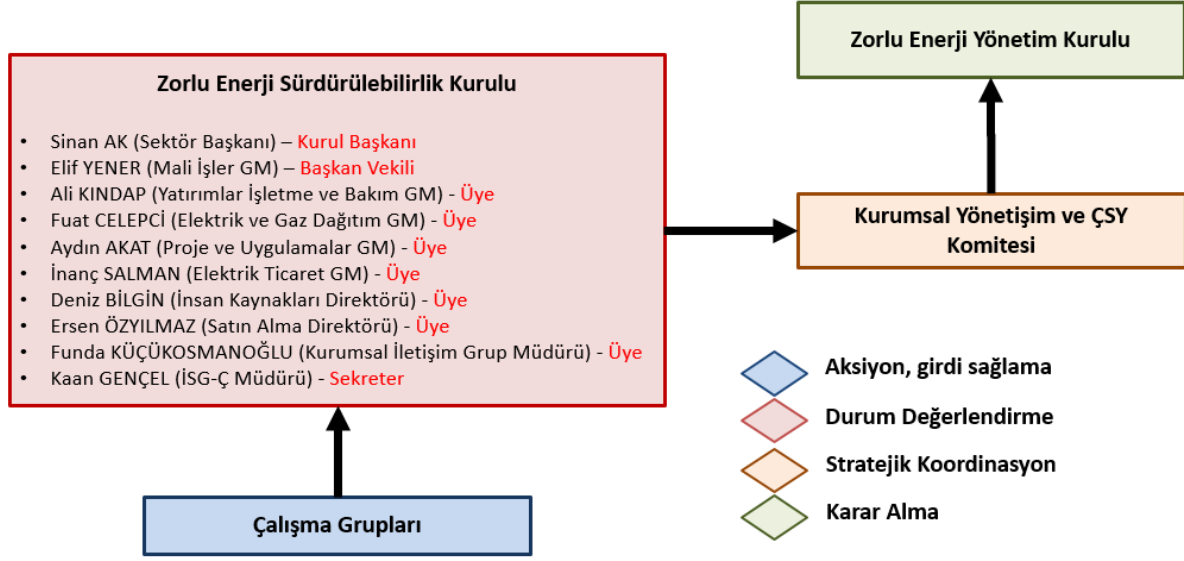 Zorlu Enerji Yönetim Kurulu
Zorlu Enerji Sürdürülebilirlik Kurulu
• Sinan AK (Sektör Başkanı) – Kurul Başkanı
• Elif YENER (Mali İşler GM) – Başkan Vekili
• Ali KINDAP (Yatırımlar İşletme ve Bakım GM) - Üye
• Fuat CELEPCİ (Elektrik ve Gaz Dağıtım GM) - Üye
• Aydın AKAT (Proje ve Uygulamalar GM) - Üye
• İnanç SALMAN (Elektrik Ticaret GM) - Üye
• Deniz BİLGİN (İnsan Kaynakları Direktörü) - Üye
• Ersen ÖZYILMAZ (Satın Alma Direktörü) - Üye
• Funda KÜÇÜKOSMANOĞLU (Kurumsal İletişim Grup Müdürü) - Üye
• Kaan GENÇEL (İSG-Ç Müdürü) - Sekreter
Kurumsal Yönetişim ve ÇSY
Komitesi
Çalışma Grupları
Aksiyon, girdi sağlama
Durum Değerlendirme
Stratejik Koordinasyon
Karar Alma